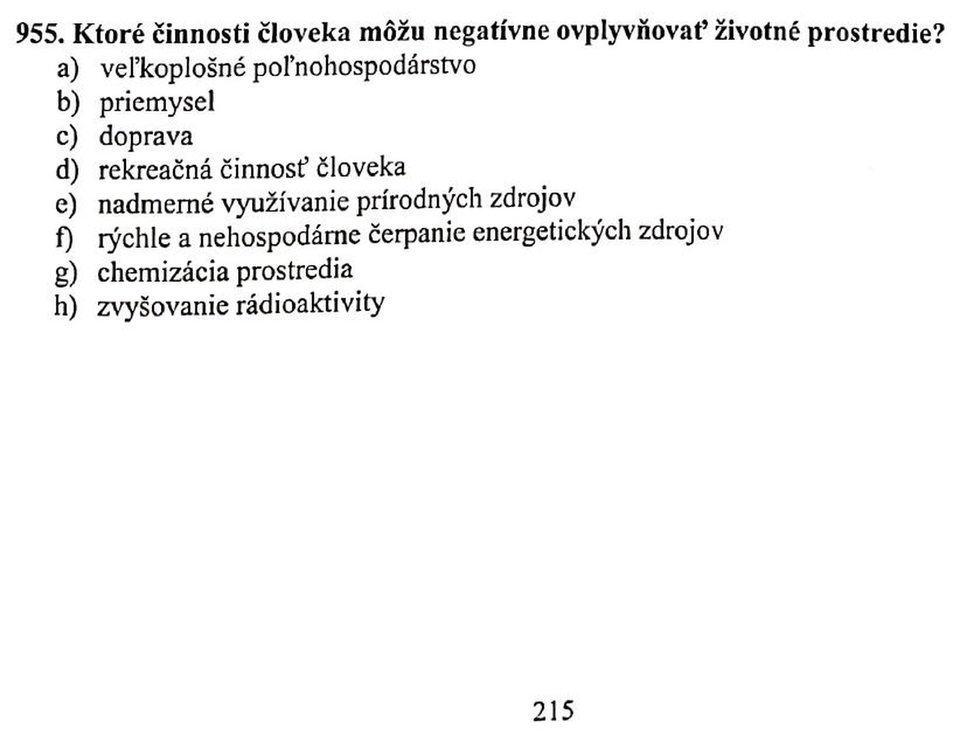 955. Ktoré činnosti človeka môžu negatívne ovplyvňovať životné prostredie?
a) veľkoplošné poľnohospodárstvo
b) priemysel
c) doprava
d) rekreačná činnosť človeka
e) nadmerné využívanie prírodných zdrojov
f) rýchle a nehospodárne čerpanie energetických zdrojov
g) chemizácia prostredia
h) zvyšovanie rádioaktivity
215